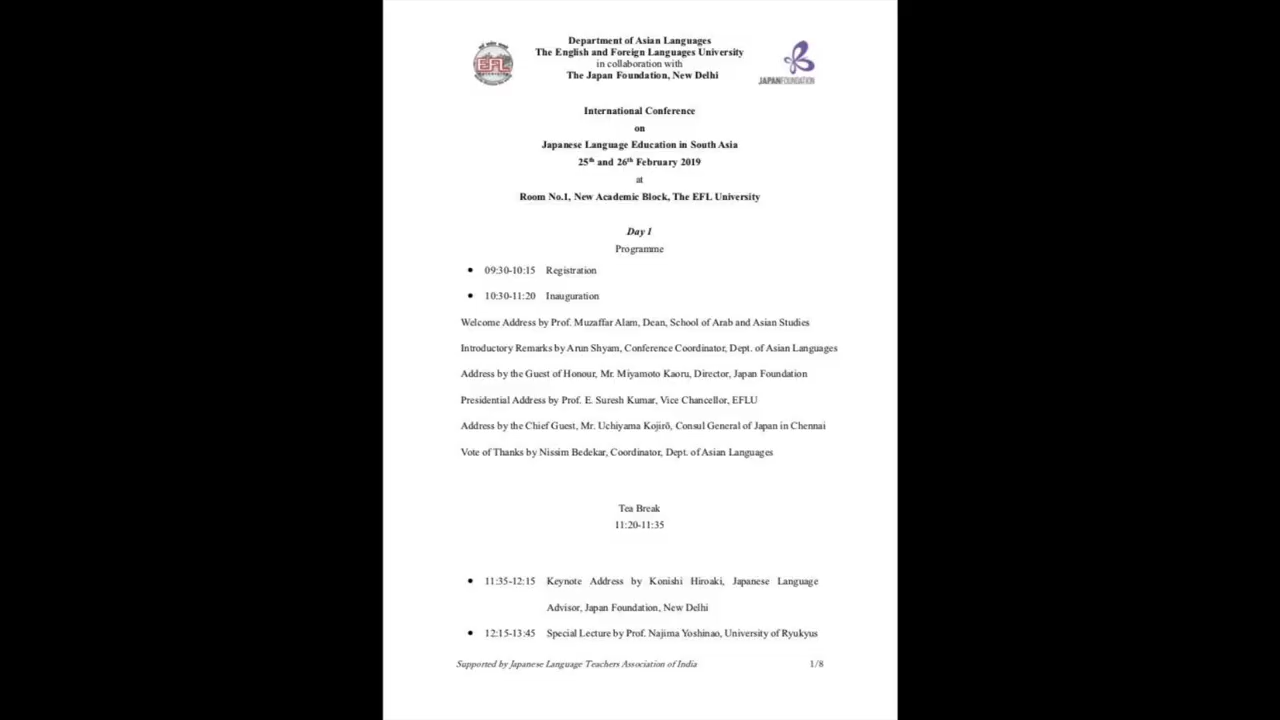 Department of Asian Languages
The English and Foreign Languages University
in collaboration with
The Japan Foundation, New Delhi
EFL
JAPANFOUNDATION
International Conference
on
Japanese Language Education in South Asia
25th and 26th February 2019
at
Room No.1, New Academic Block, The EFL University
Day 1
Programme
• 09:30-10:15 Registration
• 10:30-11:20 Inauguration
Welcome Address by Prof. Muzaffar Alam, Dean, School of Arab and Asian Studies
Introductory Remarks by Arun Shyam, Conference Coordinator, Dept. of Asian Languages
Address by the Guest of Honour, Mr. Miyamoto Kaoru, Director, Japan Foundation
Presidential Address by Prof. E. Suresh Kumar, Vice Chancellor, EFLU
Address by the Chief Guest, Mr. Uchiyama Kojirō, Consul General of Japan in Chennai
Vote of Thanks by Nissim Bedekar, Coordinator, Dept. of Asian Languages
Tea Break
11:20-11:35
• 11:35-12:15 Keynote Address by Konishi Hiroaki, Japanese Language
Advisor, Japan Foundation, New Delhi
• 12:15-13:45 Special Lecture by Prof. Najima Yoshinao, University of Ryukyus
Supported by Japanese Language Teachers Association of India 1/8